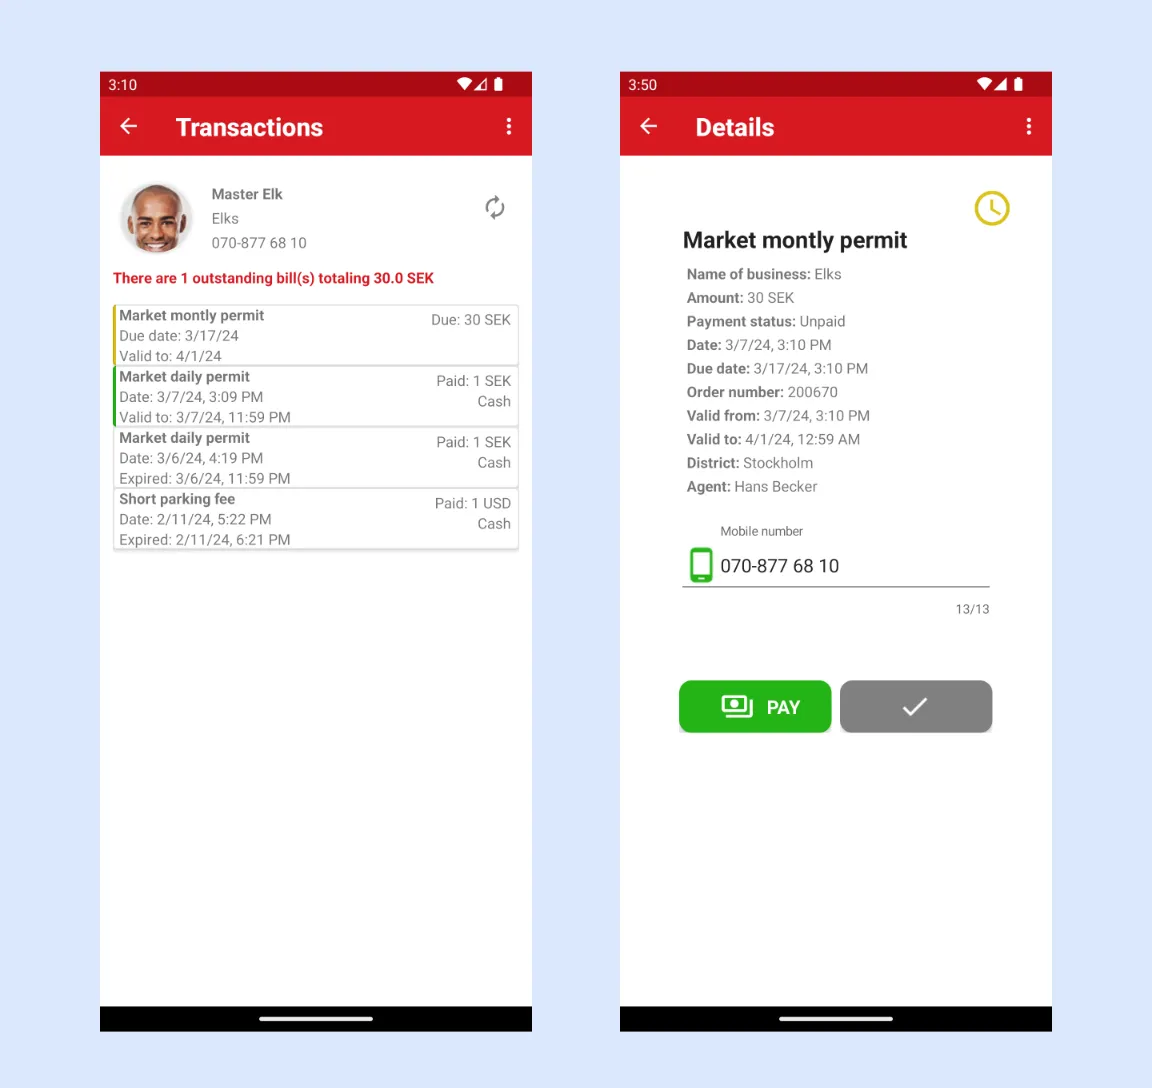 3:10
Transactions
Master Elk
Elks
070-877 68 10
There are 1 outstanding bill(s) totaling 30.0 SEK
Market montly permit
Due: 30 SEK
Due date: 3/17/24
Valid to: 4/1/24
Market daily permit
Paid: 1 SEK
Date: 3/7/24, 3:09 PM
Cash
Valid to: 3/7/24, 11:59 PM
Market daily permit
Paid: 1 SEK
Date: 3/6/24, 4:19 PM
Cash
Expired: 3/6/24, 11:59 PM
Short parking fee
Paid: 1 USD
Date: 2/11/24, 5:22 PM
Cash
Expired: 2/11/24, 6:21 PM
3:50
Details
Market montly permit
Name of business: Elks
Amount: 30 SEK
Payment status: Unpaid
Date: 3/7/24, 3:10 PM
Due date: 3/17/24, 3:10 PM
Order number: 200670
Valid from: 3/7/24, 3:10 PM
Valid to: 4/1/24, 12:59 AM
District: Stockholm
Agent: Hans Becker
Mobile number
070-877 68 10
13/13
PAY